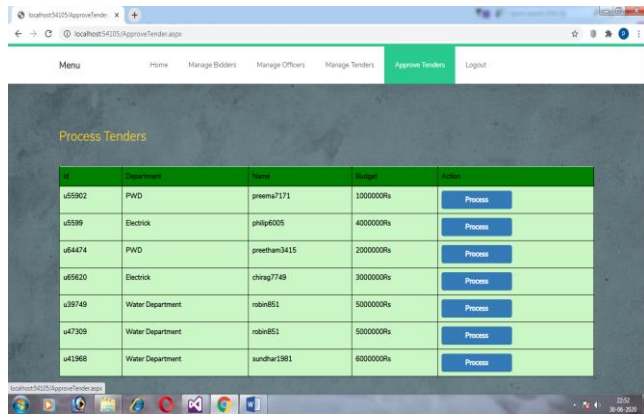 localhost:54105/ApproveTender
localhost:54105/ApproveTender.aspx
Menu Home Manage Bidders Manage Officers Manage Tenders Approve Tenders Logout
Process Tenders
Id Department Name Budget Action
u55902 PWD preema7171 1000000Rs Process
u5599 Electrick philip6005 4000000Rs Process
u64474 PWD preetham3415 2000000Rs Process
u65620 Electrick chirag7749 3000000Rs Process
u39749 Water Department robin851 5000000Rs Process
u47309 Water Department robin851 5000000Rs Process
u41968 Water Department sundhar1981 6000000Rs Process
localhost:54105/ApproveTender.aspx
22:52
30-06-2020